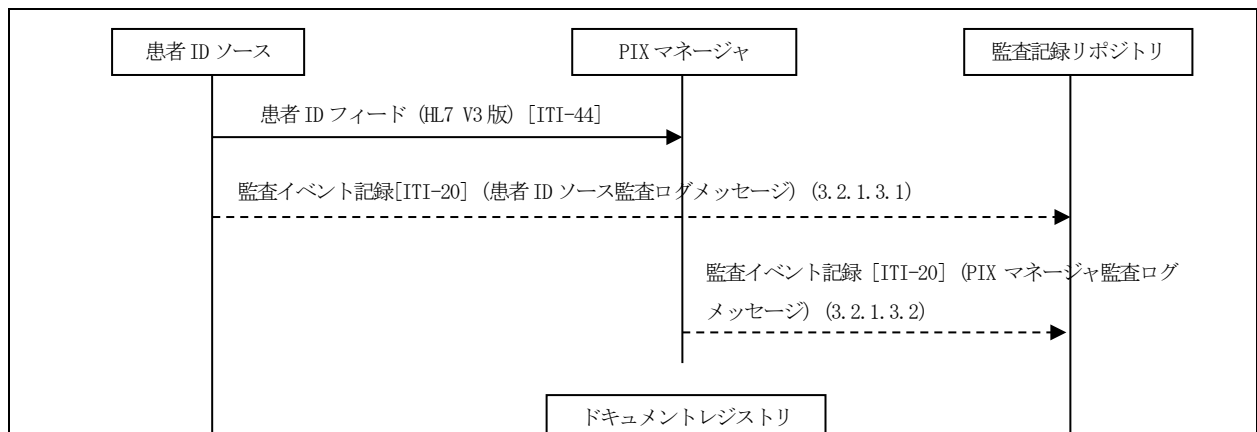 患者 ID ソース
PIX マネージャ
監査記録リポジトリ
患者 ID フィード (HL7 V3 版) [ITI-44]
監査イベント記録[ITI-20] (患者 ID ソース監査ログメッセージ) (3.2.1.3.1)
監査イベント記録 [ITI-20] (PIX マネージャ監査ログ
メッセージ) (3.2.1.3.2)
ドキュメントレジストリ